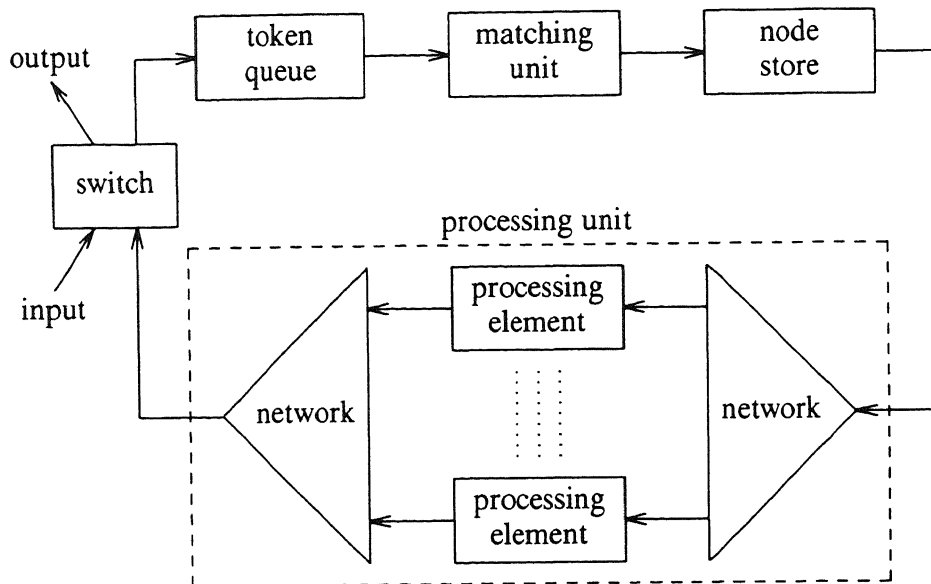 output
token
queue
matching
unit
node
store
switch
input
processing unit
network
processing
element
processing
element
network